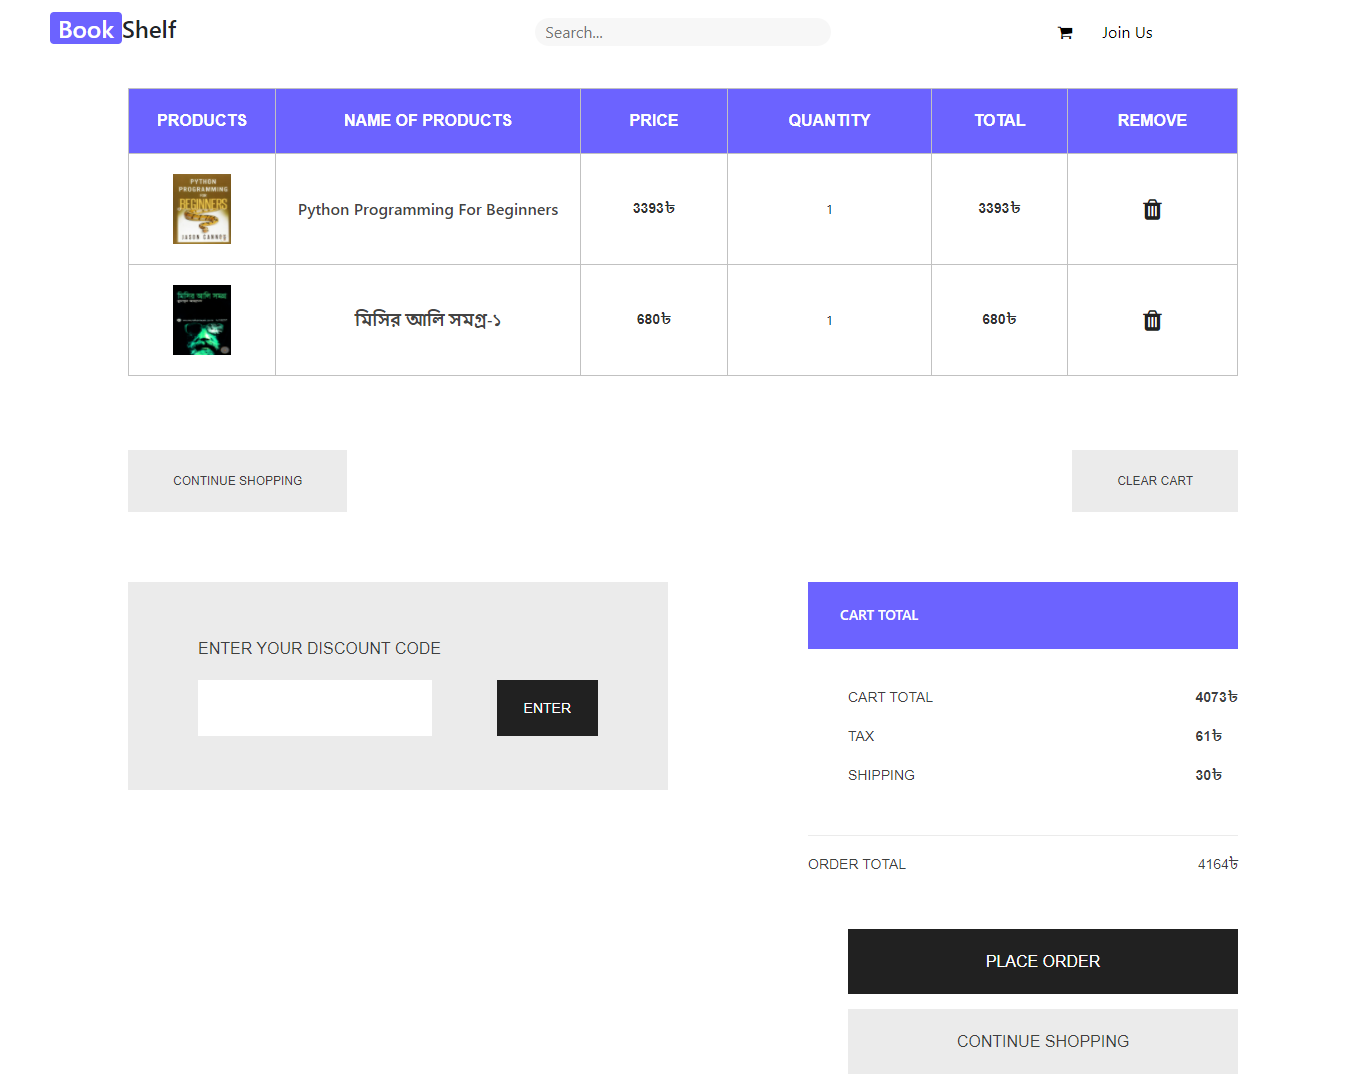 Book Shelf
Search...
Join Us
PRODUCTS NAME OF PRODUCTS PRICE QUANTITY TOTAL REMOVE
PYTHON
PROGRAMMING
FOR
BEGINNERS
JASON CANNON
Python Programming For Beginners 3393৳ 1 3393৳
মিসির আলি সমগ্র
মিসির আলি সমগ্র-১ 680৳ 1 680৳
CONTINUE SHOPPING CLEAR CART
ENTER YOUR DISCOUNT CODE
ENTER
CART TOTAL
CART TOTAL 4073৳
TAX 61৳
SHIPPING 30৳
ORDER TOTAL 4164৳
PLACE ORDER
CONTINUE SHOPPING